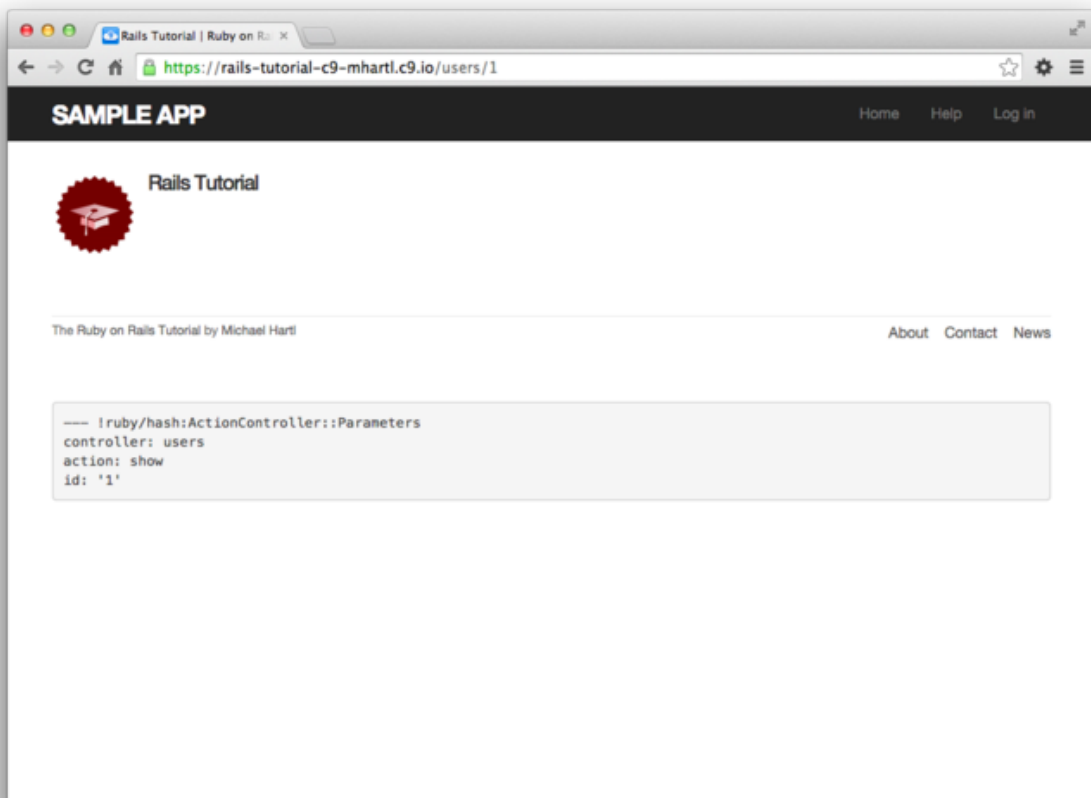 Rails Tutorial | Ruby on Ra
https://rails-tutorial-c9-mhartl.c9.io/users/1
SAMPLE APP
Home Help Log in
Rails Tutorial
The Ruby on Rails Tutorial by Michael Hartl
About Contact News
--- !ruby/hash:ActionController::Parameters
controller: users
action: show
id: '1'